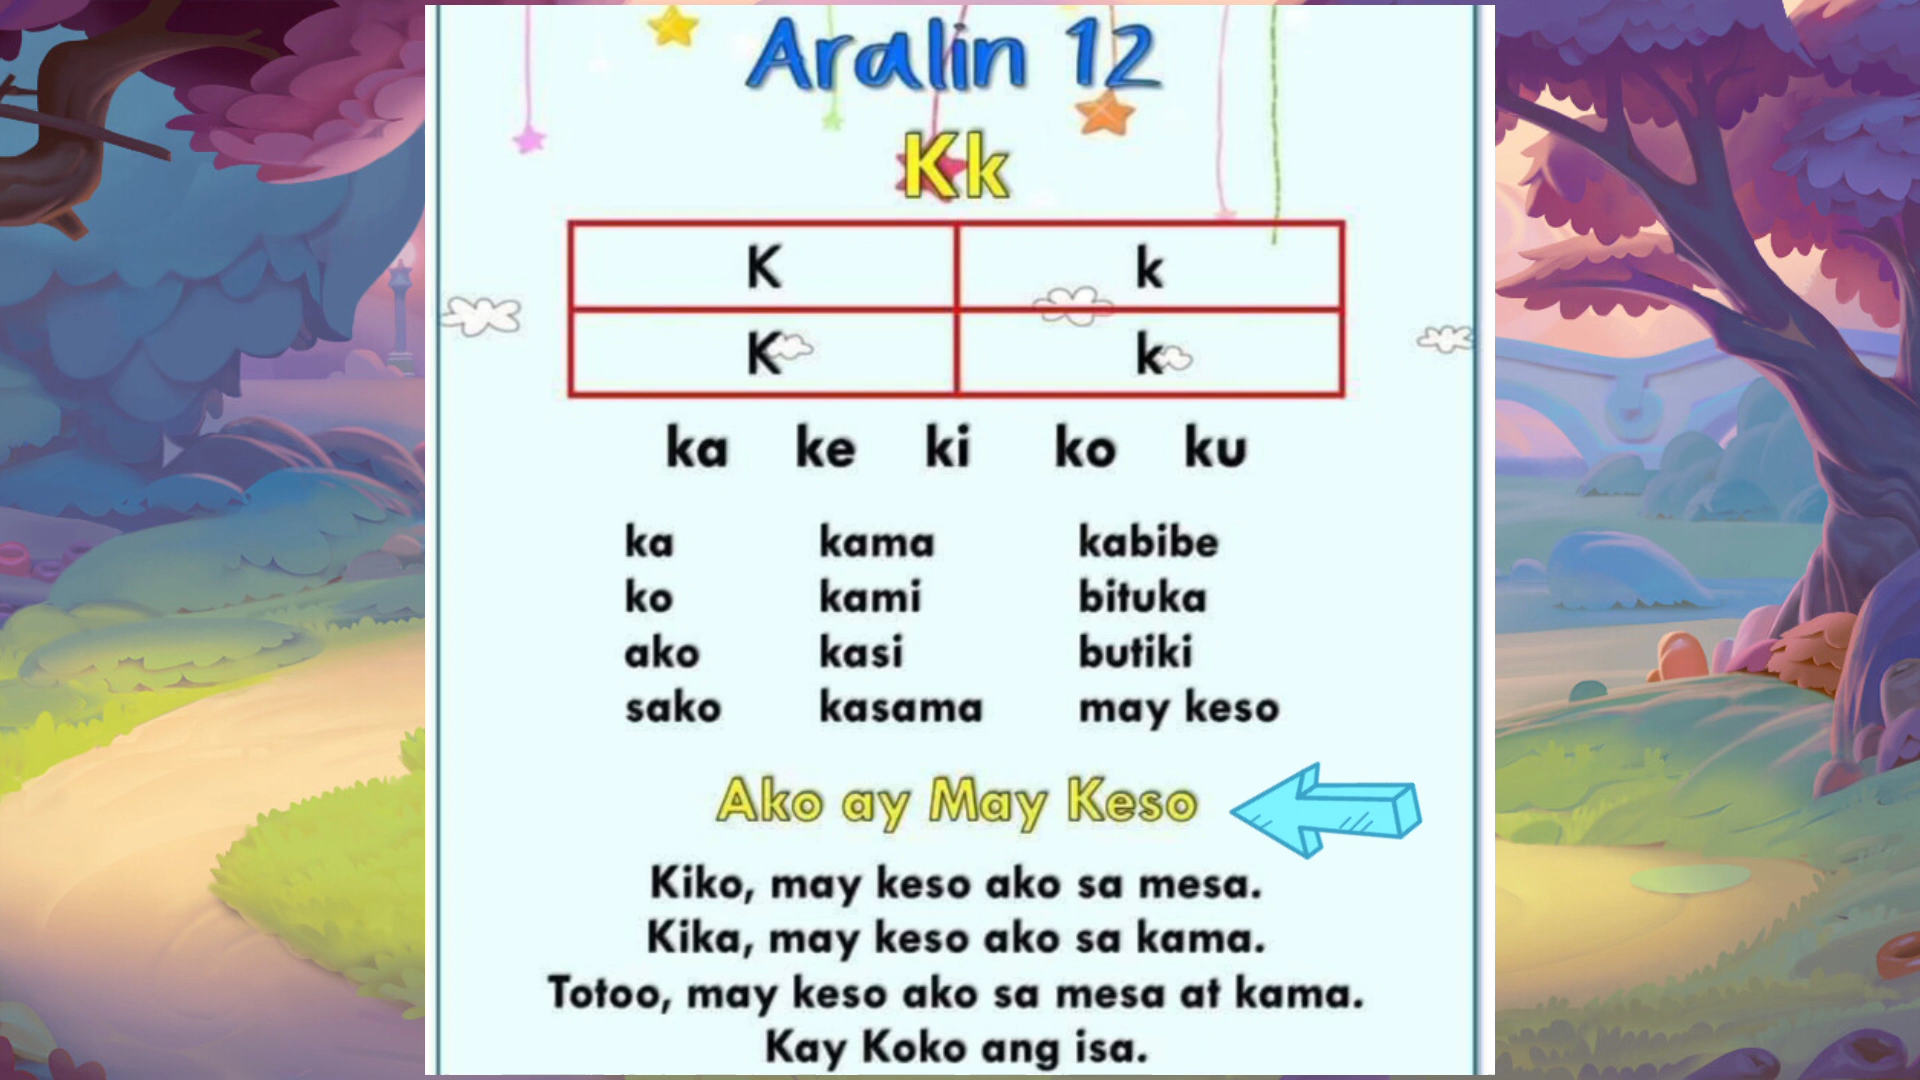 Aralin 12
Kk
K k
K k
ka ke ki ko ku
ka kama kabibe
ko kami bituka
ako kasi butiki
sako kasama may keso
Ako ay May Keso
Kiko, may keso ako sa mesa.
Kika, may keso ako sa kama.
Totoo, may keso ako sa mesa at kama.
Kay Koko ang isa.